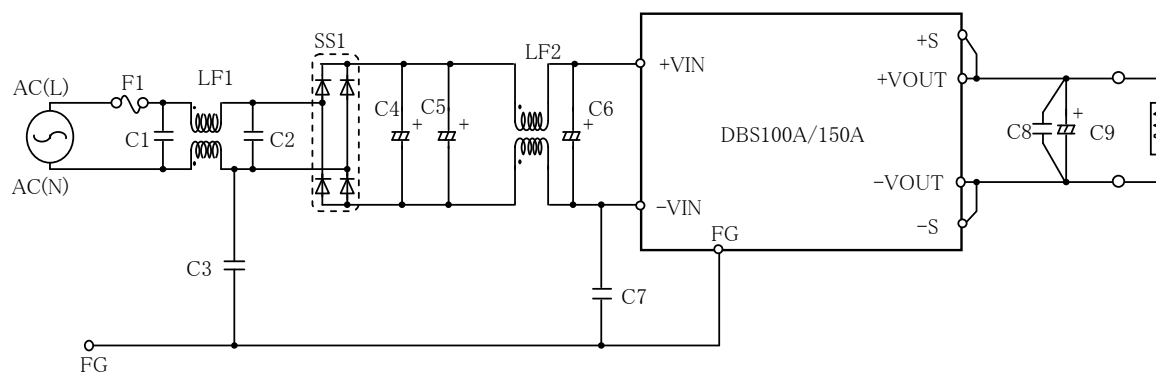 SS1
LF2
+S
+VIN
+VOUT
AC(L)
F1
LF1
C1
C2
C4
+
C5
+
C6
+
DBS100A/150A
C8
+
C9
AC(N)
-VIN
-VOUT
FG
-S
C3
C7
FG